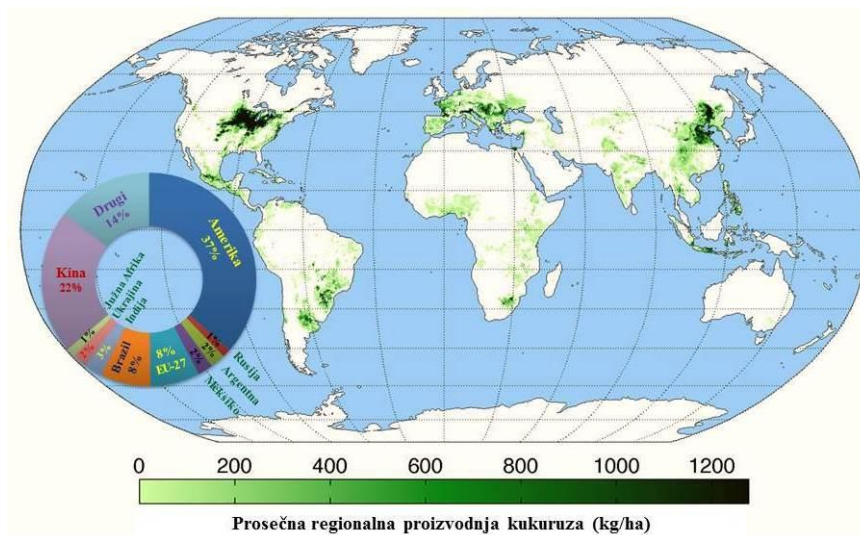 Drugi
14%
Amerika
37%
Kina
22%
Južna Afrika
Ukrajina
Indija
1%
2%
3%
Brazil
8%
8%
EU-27
2%
2%
1%
Rusija
Argentna
Meksiko
0
200
400
600
800
1000
1200
Prosečna regionalna proizvodnja kukuruza (kg/ha)